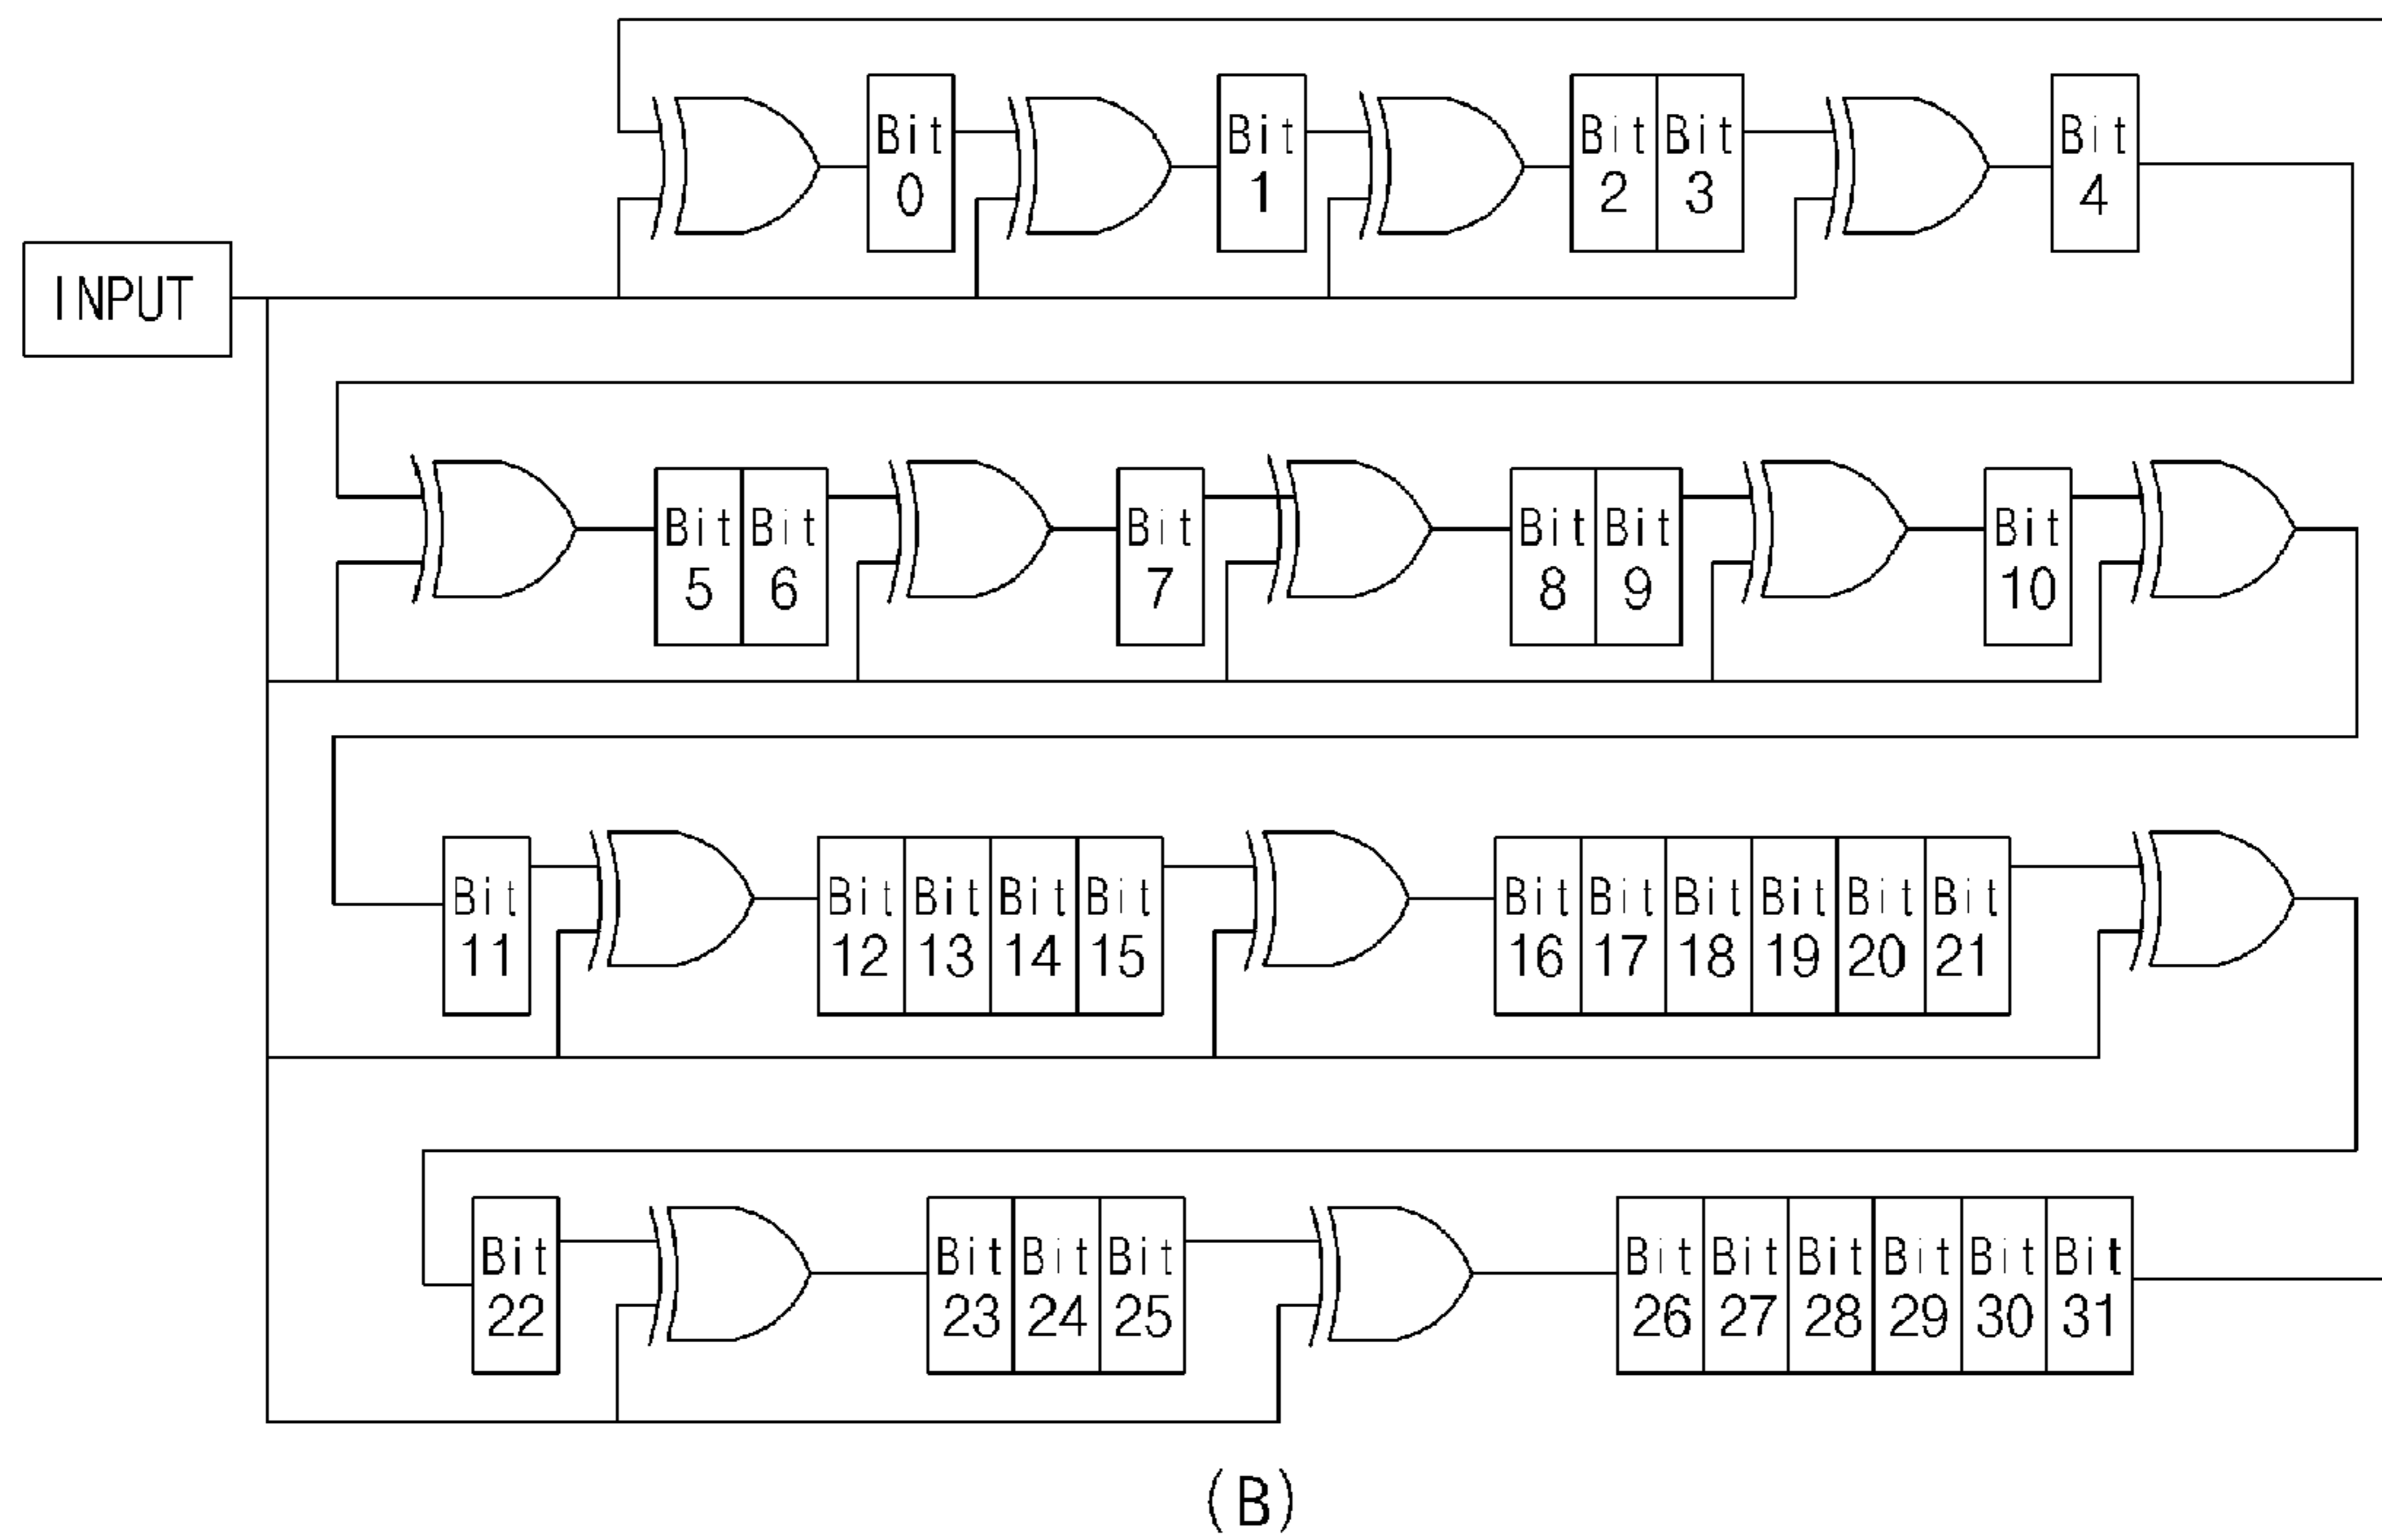 Bit 0 Bit 1 Bit 2 Bit 3 Bit 4
INPUT
Bit 5 Bit 6 Bit 7 Bit 8 Bit 9 Bit 10
Bit 11 Bit 12 Bit 13 Bit 14 Bit 15 Bit 16 Bit 17 Bit 18 Bit 19 Bit 20 Bit 21
Bit 22 Bit 23 Bit 24 Bit 25 Bit 26 Bit 27 Bit 28 Bit 29 Bit 30 Bit 31
(B)